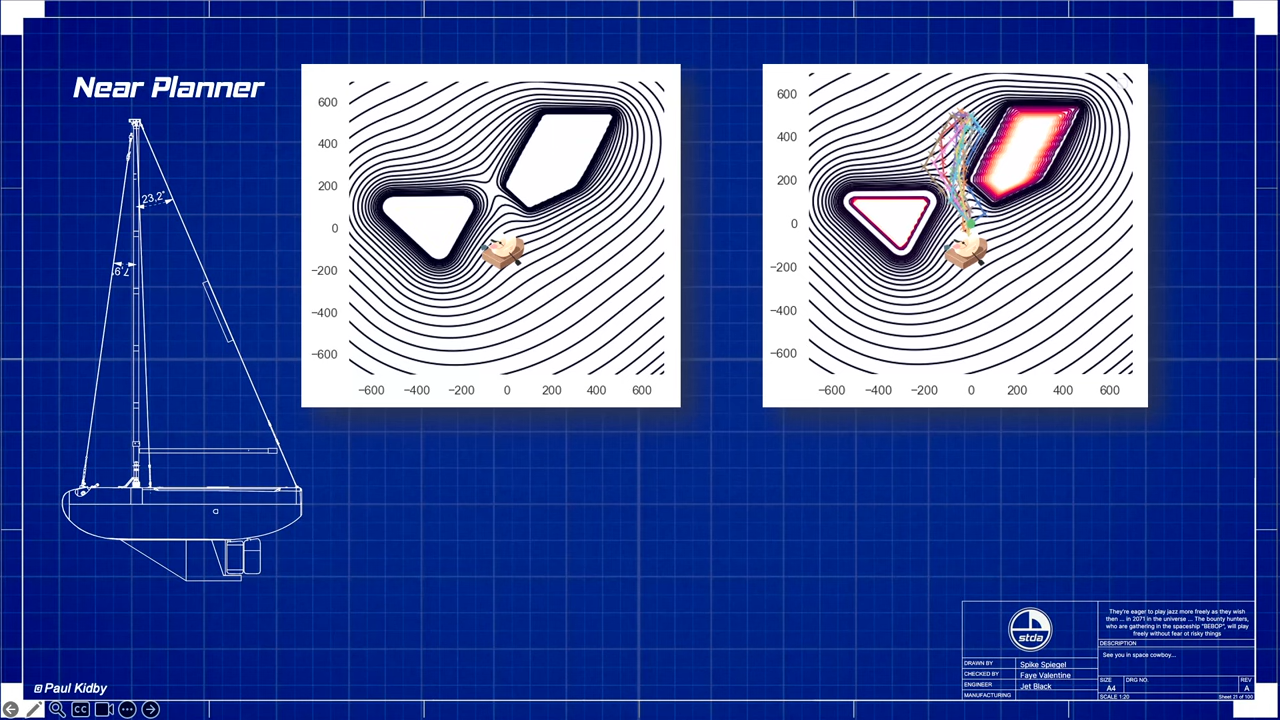 Near Planner
23,2°
7,9°
600
400
200
0
−200
−400
−600
−600
−400
−200
0
200
400
600
600
400
200
0
−200
−400
−600
−600
−400
−200
0
200
400
600
stda
They're eager to play jazz more freely as they wish
then ... in 2071 in the universe ... The bounty hunters,
who are gathering in the spaceship "BEBOP", will play
freely without fear ot risky things
DESCRIPTION
See you in space cowboy...
DRAWN BY
Spike Spiegel
CHECKED BY
Faye Valentine
ENGINEER
Jet Black
MANUFACTURING
SIZE
A4
DRG NO.
REV
A
SCALE 1:20
Sheet 21 of 100
@ Paul Kidby
CC